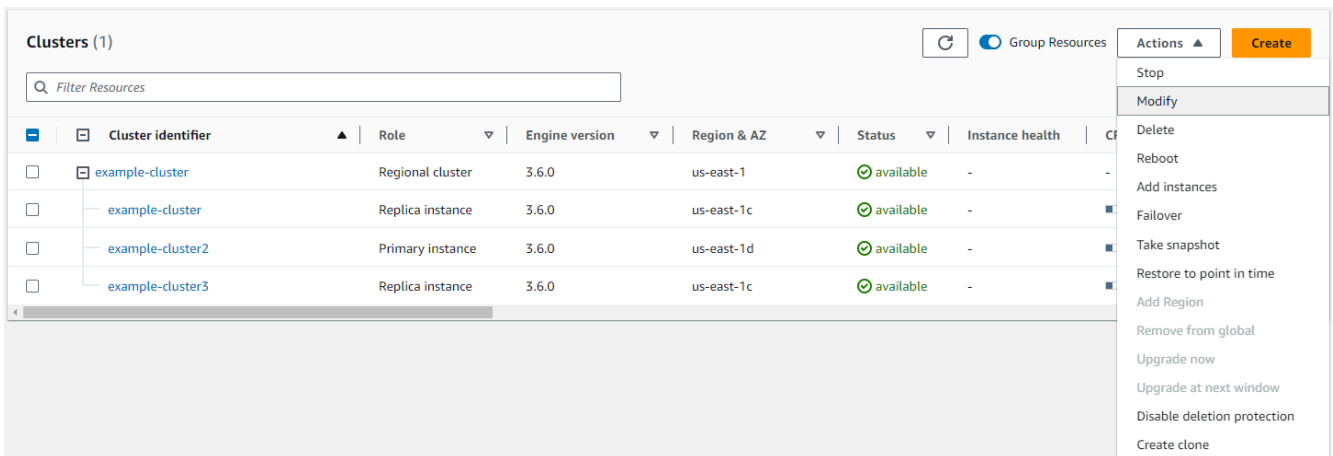 Clusters (1)
Group Resources
Actions
Create
Filter Resources
Cluster identifier Role Engine version Region & AZ Status Instance health
example-cluster Regional cluster 3.6.0 us-east-1 available -  -
example-cluster Replica instance 3.6.0 us-east-1c available -
example-cluster2 Primary instance 3.6.0 us-east-1d available -
example-cluster3 Replica instance 3.6.0 us-east-1c available -
Stop
Modify
Delete
Reboot
Add instances
Failover
Take snapshot
Restore to point in time
Add Region
Remove from global
Upgrade now
Upgrade at next window
Disable deletion protection
Create clone